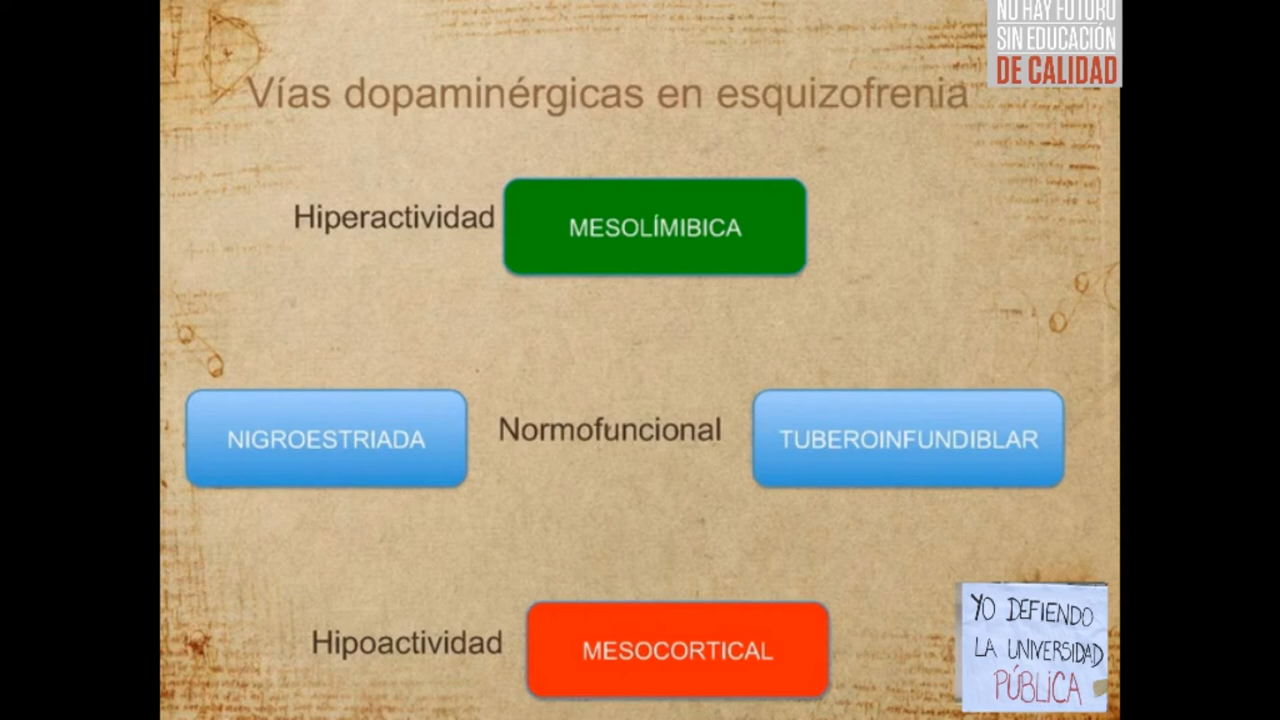 NO HAY FUTURO
SIN EDUCACIÓN
DE CALIDAD
Vías dopaminérgicas en esquizofrenia
Hiperactividad
MESOLÍMIBICA
NIGROESTRIADA
Normofuncional
TUBEROINFUNDIBLAR
Hipoactividad
MESOCORTICAL
YO DEFIENDO
LA UNIVERSIDAD
PÚBLICA